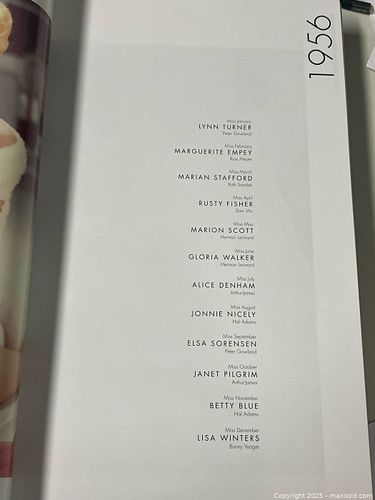 1956
Miss January
LYNN TURNER
Peter Gowland
Miss February
MARGUERITE EMPEY
Russ Meyer
Miss March
MARIAN STAFFORD
Ruth Sondak
Miss April
RUSTY FISHER
Sam Wu
Miss May
MARION SCOTT
Herman Leonard
Miss June
GLORIA WALKER
Herman Leonard
Miss July
ALICE DENHAM
Arthur-James
Miss August
JONNIE NICELY
Hal Adams
Miss September
ELSA SORENSEN
Peter Gowland
Miss October
JANET PILGRIM
Arthur-James
Miss November
BETTY BLUE
Hal Adams
Miss December
LISA WINTERS
Bunny Yeager
Copyright 2025 - maxsold.com